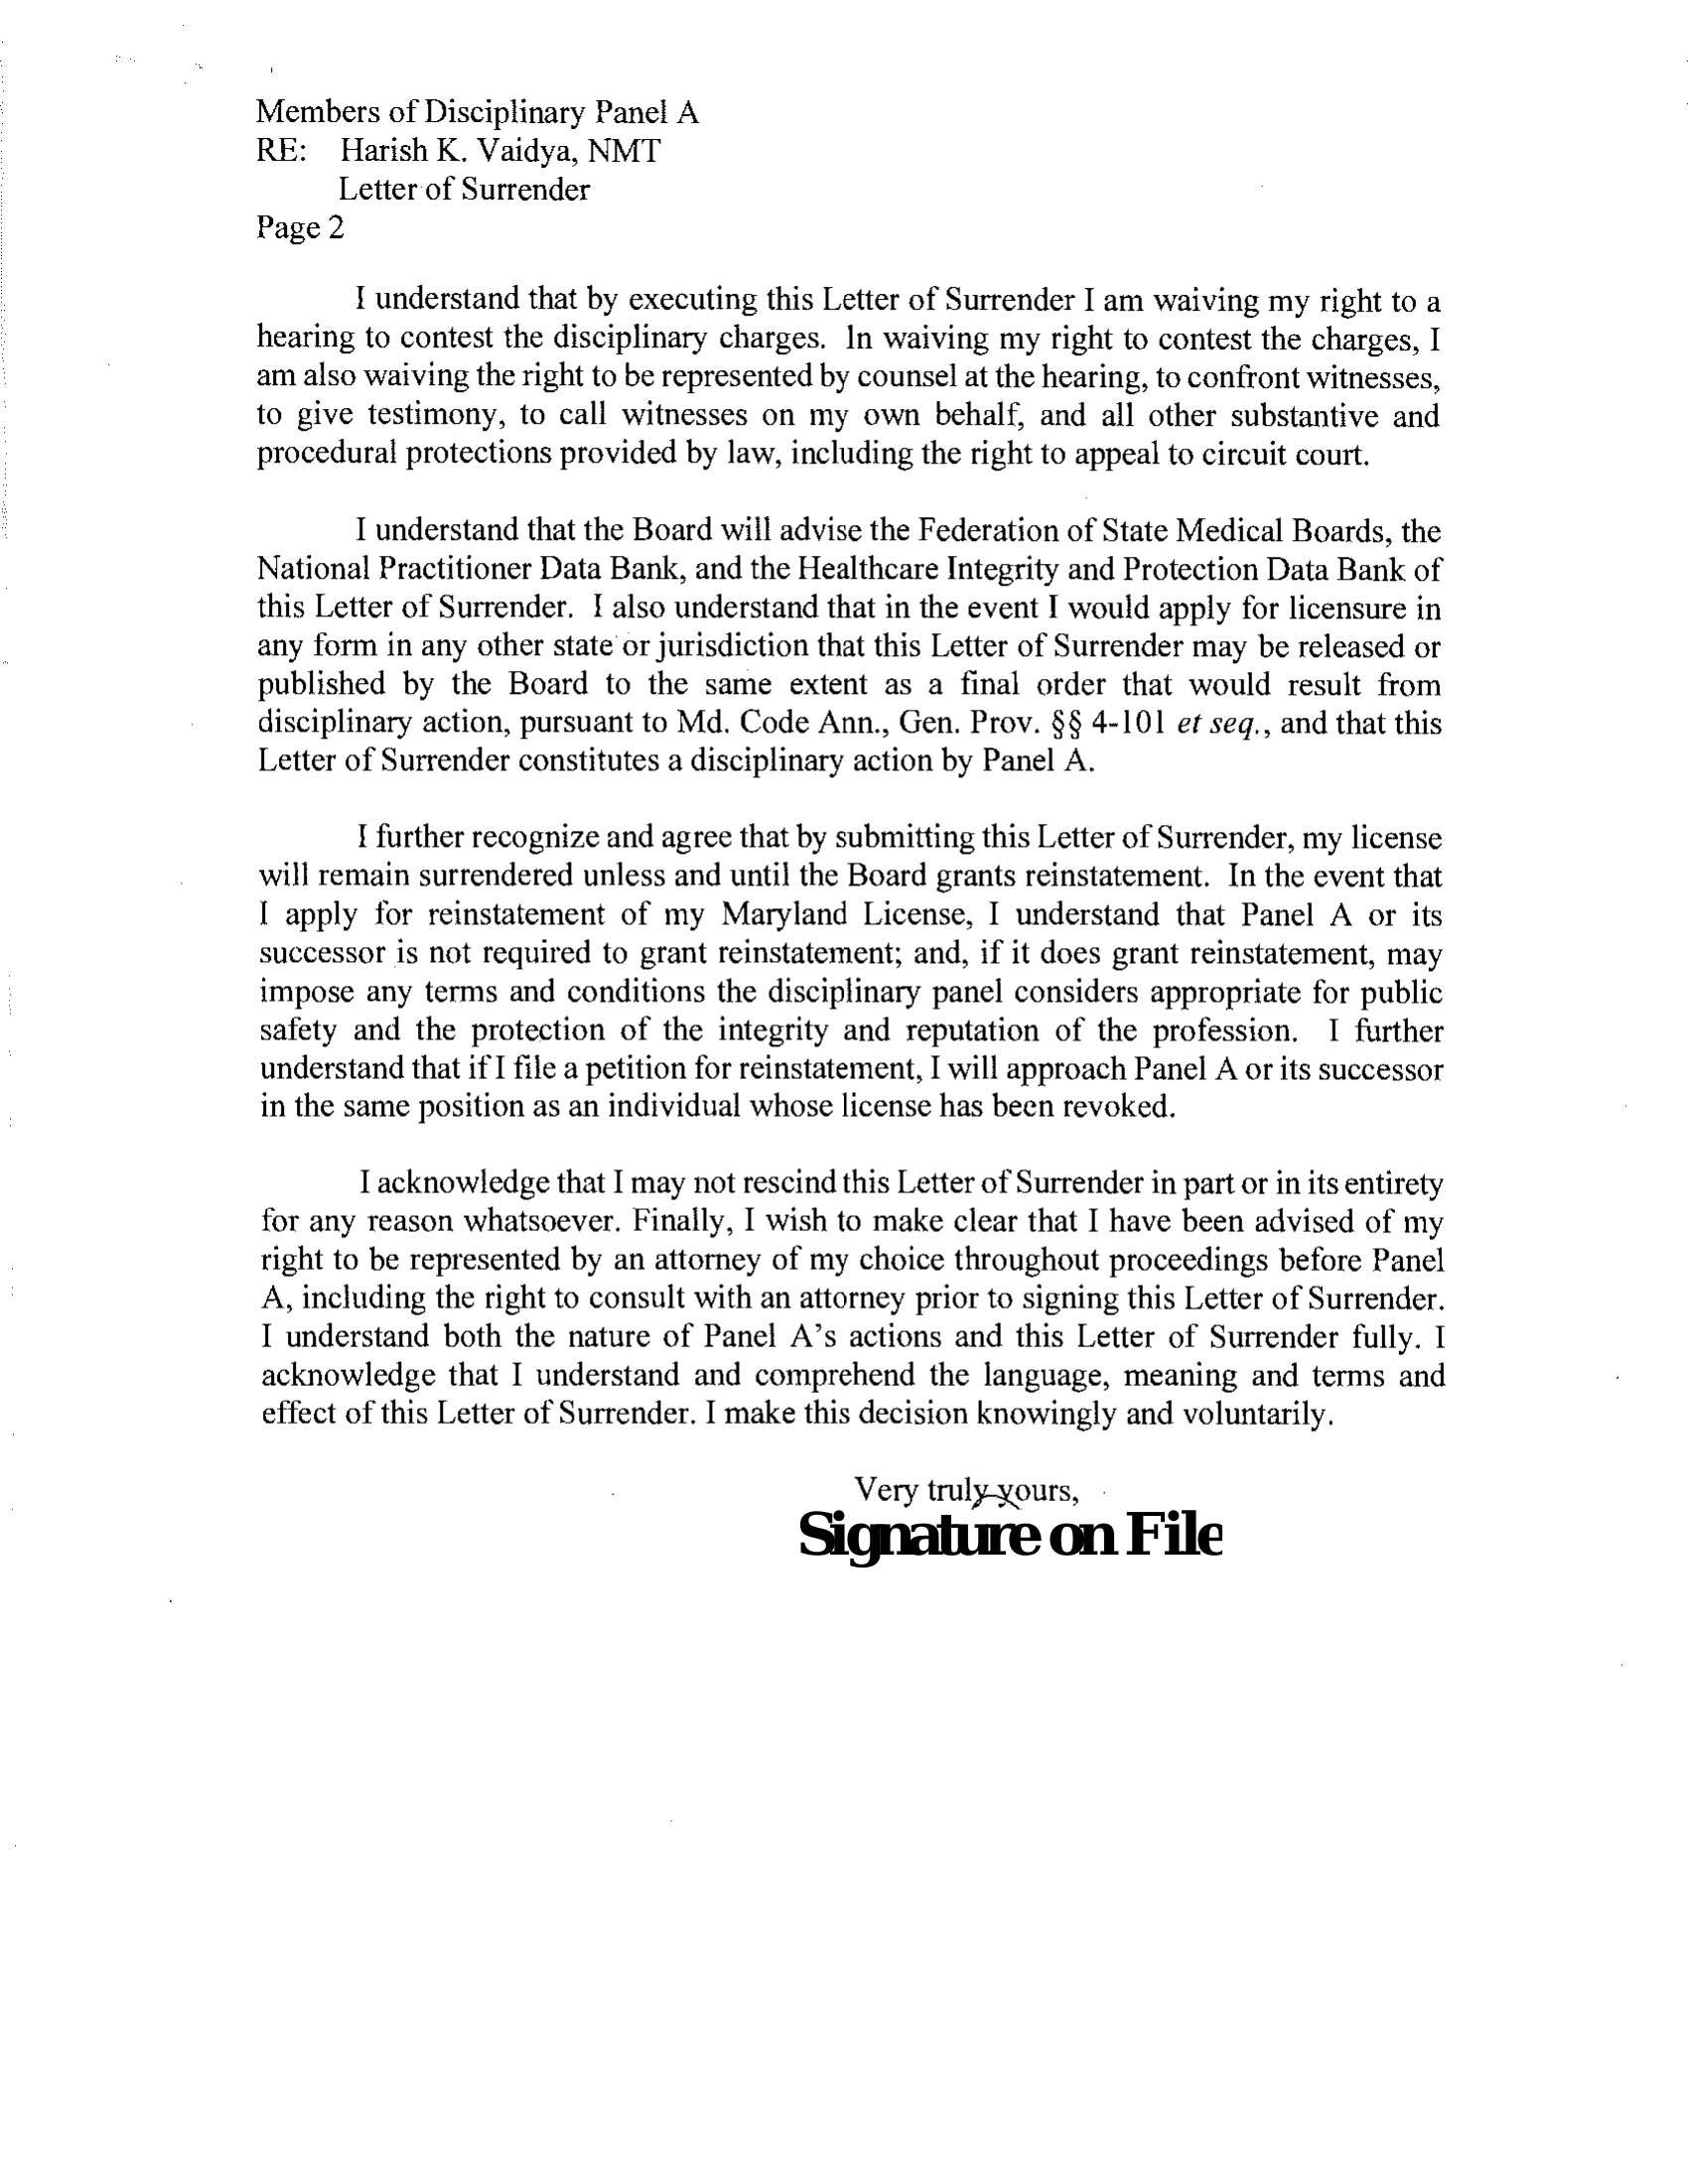 Members of Disciplinary Panel A
RE: Harish K. Vaidya, NMT
Letter of Surrender
Page 2
I understand that by executing this Letter of Surrender I am waiving my right to a
hearing to contest the disciplinary charges. In waiving my right to contest the charges, I
am also waiving the right to be represented by counsel at the hearing, to confront witnesses,
to give testimony, to call witnesses on my own behalf, and all other substantive and
procedural protections provided by law, including the right to appeal to circuit court.
I understand that the Board will advise the Federation of State Medical Boards, the
National Practitioner Data Bank, and the Healthcare Integrity and Protection Data Bank of
this Letter of Surrender. I also understand that in the event I would apply for licensure in
any form in any other state or jurisdiction that this Letter of Surrender may be released or
published by the Board to the same extent as a final order that would result from
disciplinary action, pursuant to Md. Code Ann., Gen. Prov. §§ 4-101 et seq., and that this
Letter of Surrender constitutes a disciplinary action by Panel A.
I further recognize and agree that by submitting this Letter of Surrender, my license
will remain surrendered unless and until the Board grants reinstatement. In the event that
I apply for reinstatement of my Maryland License, I understand that Panel A or its
successor is not required to grant reinstatement; and, if it does grant reinstatement, may
impose any terms and conditions the disciplinary panel considers appropriate for public
safety and the protection of the integrity and reputation of the profession. I further
understand that if I file a petition for reinstatement, I will approach Panel A or its successor
in the same position as an individual whose license has been revoked.
I acknowledge that I may not rescind this Letter of Surrender in part or in its entirety
for any reason whatsoever. Finally, I wish to make clear that I have been advised of my
right to be represented by an attorney of my choice throughout proceedings before Panel
A, including the right to consult with an attorney prior to signing this Letter of Surrender.
I understand both the nature of Panel A's actions and this Letter of Surrender fully. I
acknowledge that I understand and comprehend the language, meaning and terms and
effect of this Letter of Surrender. I make this decision knowingly and voluntarily.
Very truly yours,
Signature on File